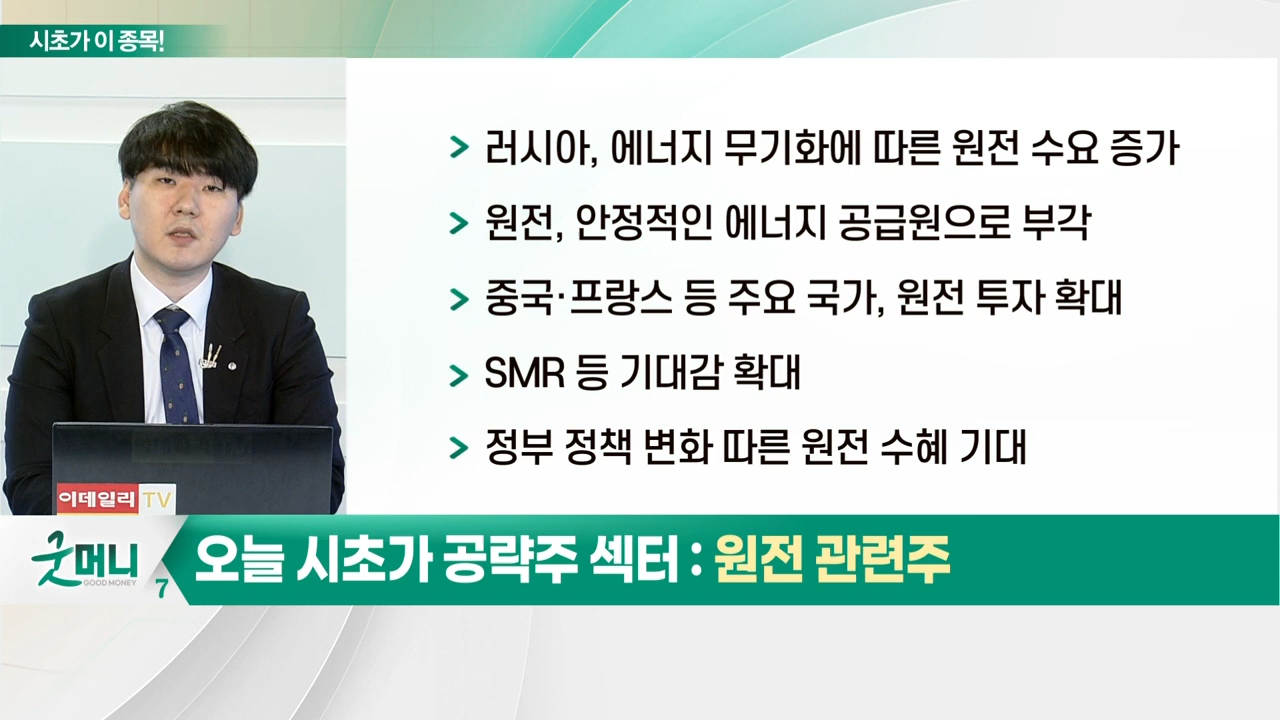 시초가 이 종목!
러시아, 에너지 무기화에 따른 원전 수요 증가
원전, 안정적인 에너지 공급원으로 부각
중국·프랑스 등 주요 국가, 원전 투자 확대
SMR 등 기대감 확대
정부 정책 변화 따른 원전 수혜 기대
이데일리 TV
굿머니
GOOD MONEY
7
오늘 시초가 공략주 섹터 : 원전 관련주